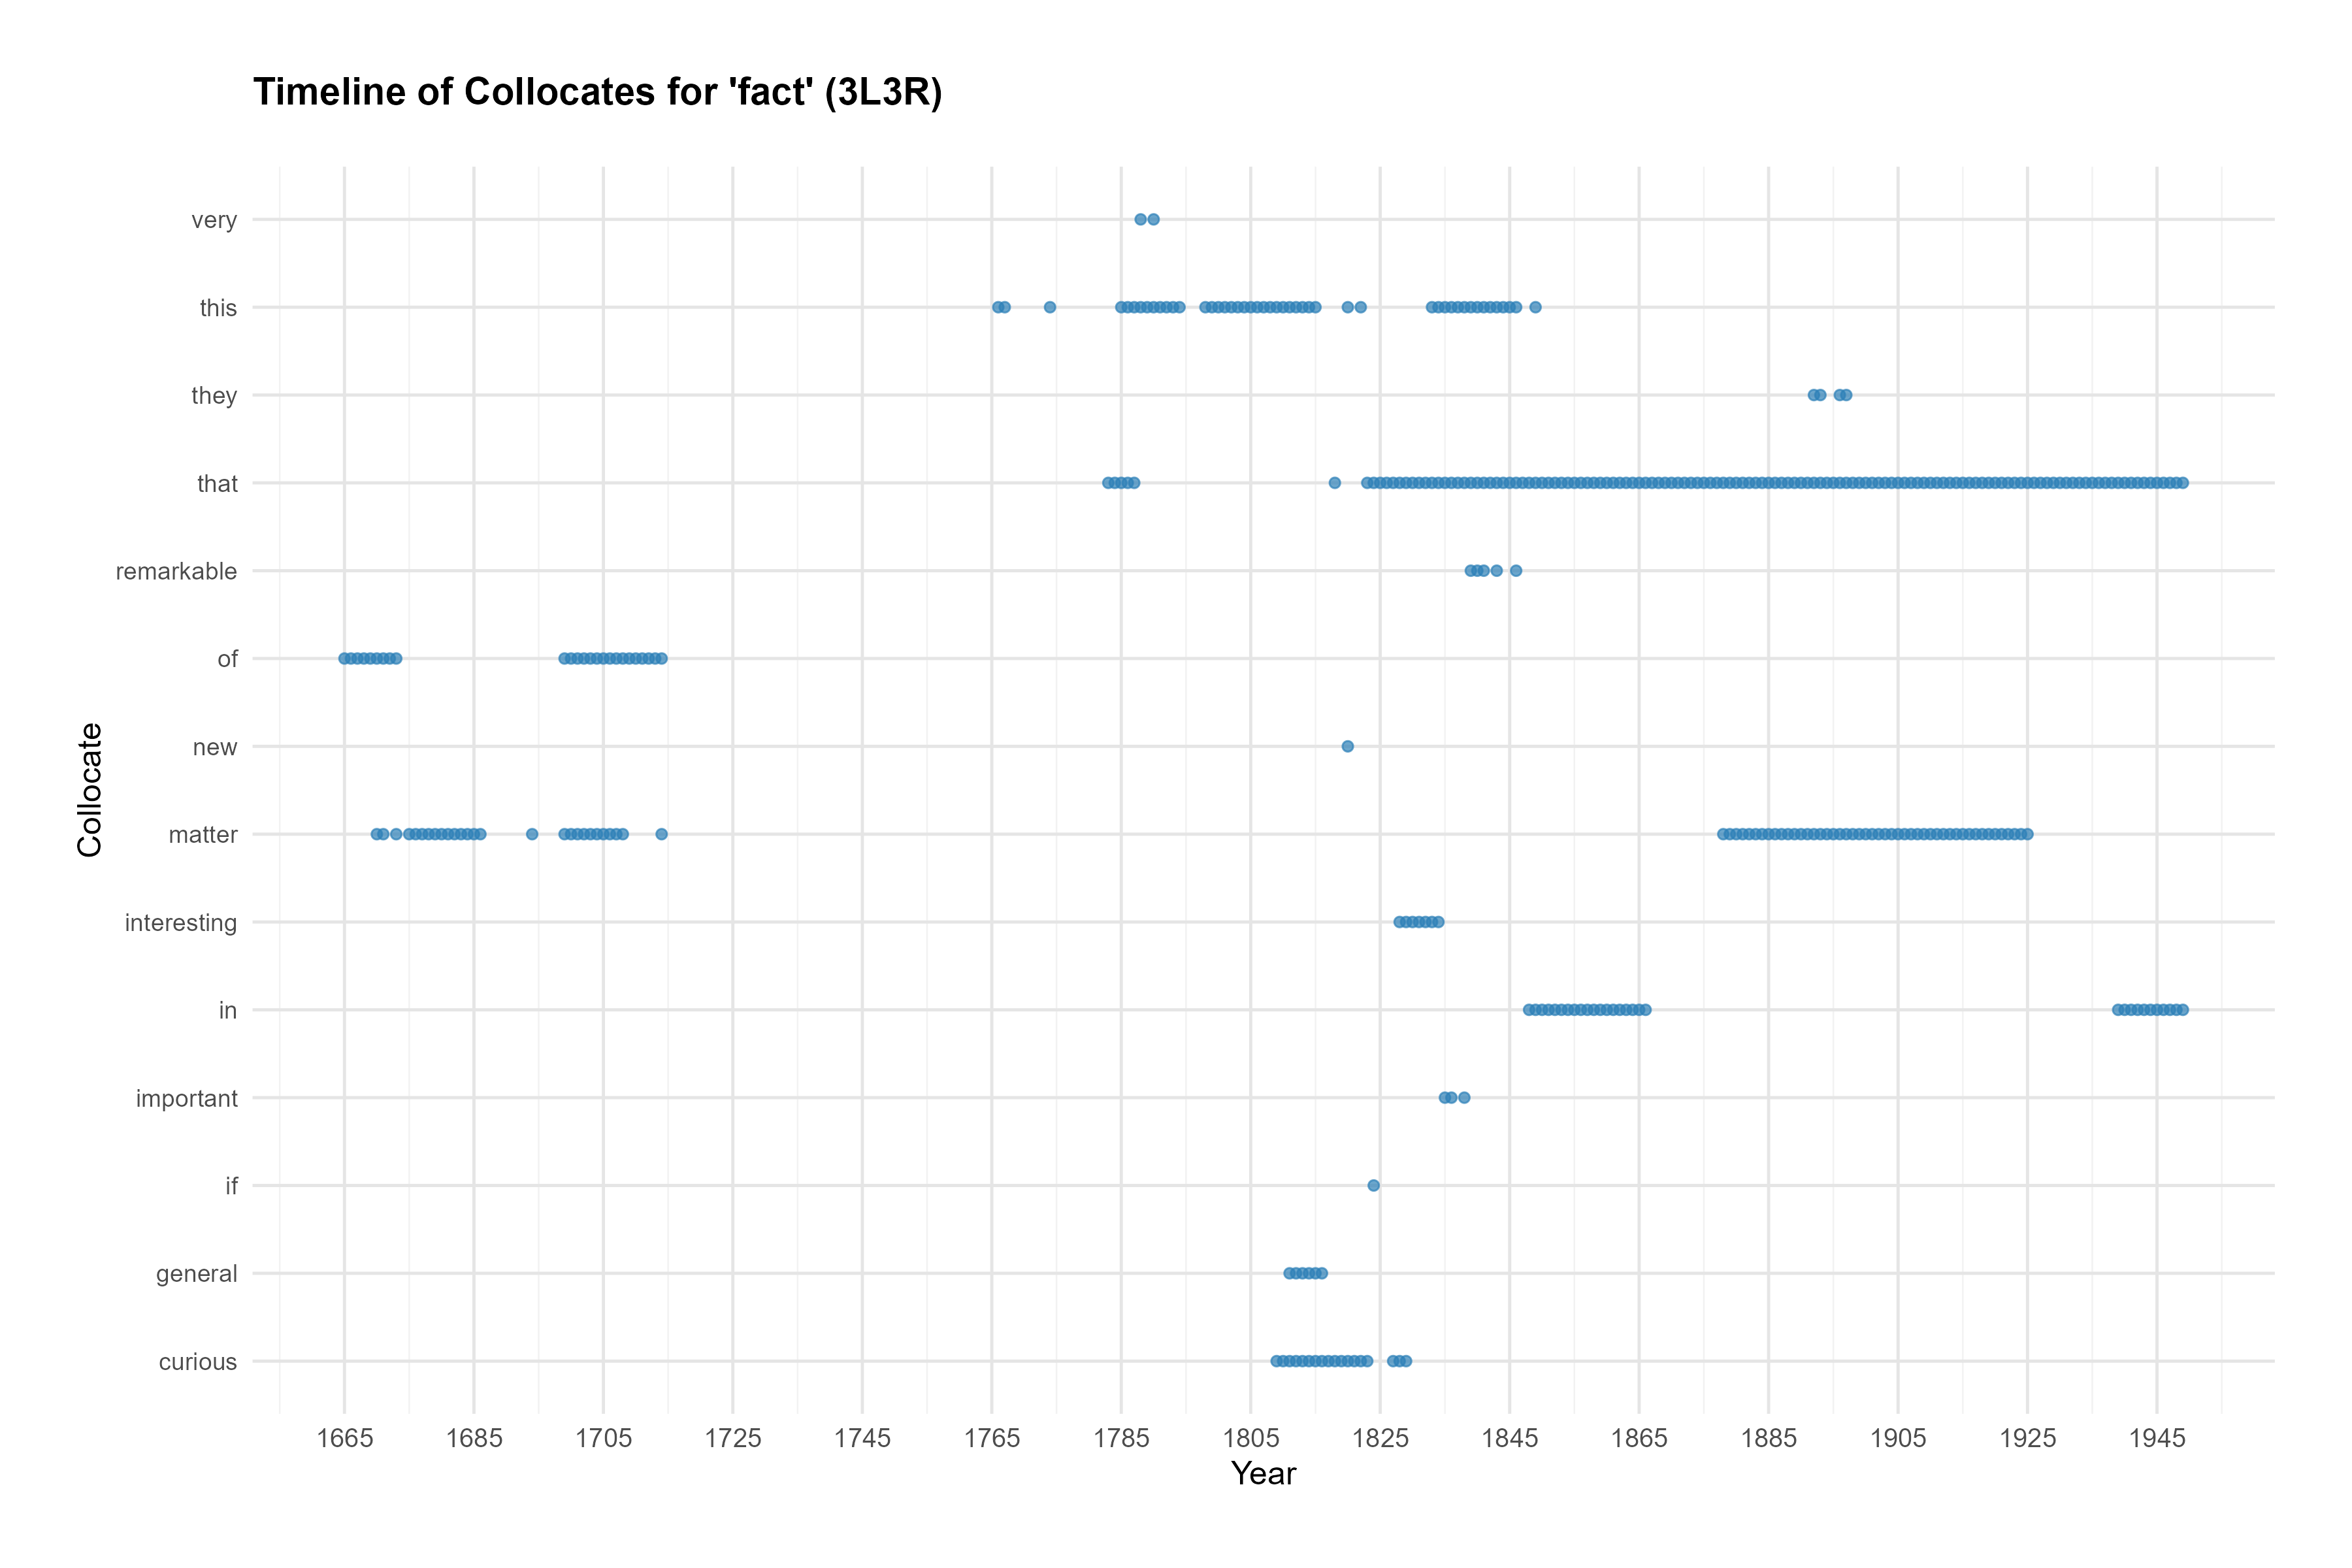 Timeline of Collocates for 'fact' (3L3R)
Collocate
very
this
they
that
remarkable
of
new
matter
interesting
in
important
if
general
curious
1665 1685 1705 1725 1745 1765 1785 1805 1825 1845 1865 1885 1905 1925 1945
Year